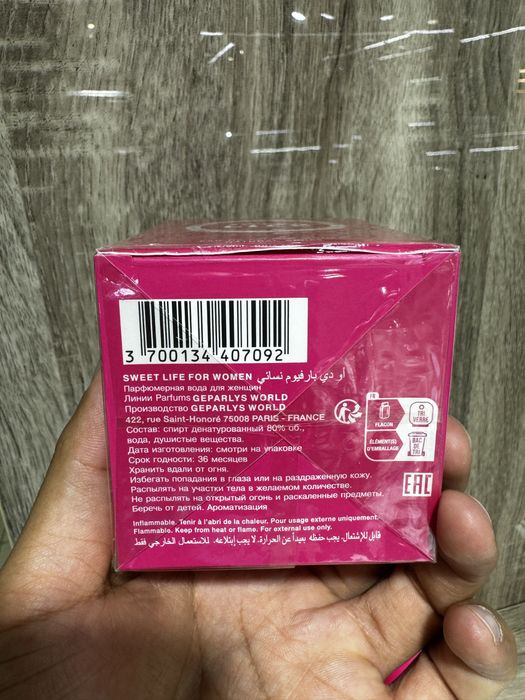 3 700134 407092
SWEET LIFE FOR WOMEN او دي بارفيوم نسائي
Парфюмерная вода для женщин
Линии Parfums GEPARLYS WORLD
Производство GEPARLYS WORLD
422, rue Saint-Honoré 75008 PARIS - FRANCE
Состав: спирт денатурованный 80% об.,
вода, душистые вещества.
Дата изготовления: смотри на упаковке
Срок годности: 36 месяцев
Хранить вдали от огня.
Избегать попадания в глаза или на раздраженную кожу.
Распылять на участки тела в желаемом количестве.
Не распылять на открытый огонь и раскаленные предметы.
Беречь от детей. Ароматизация
FR
FLACON
TRI
VERRE
ÉLÉMENT(S)
D'EMBALLAGE
BAC
DE
TRI
EAC
Inflammable. Tenir à l'abri de la chaleur. Pour usage externe uniquement.
Flammable. Keep from heat or flame. For external use only.
قابل للإشتعال. يجب حفظه بعيداً عن الحرارة. لا يجب إبتلاعه. للاستعمال الخارجي فقط